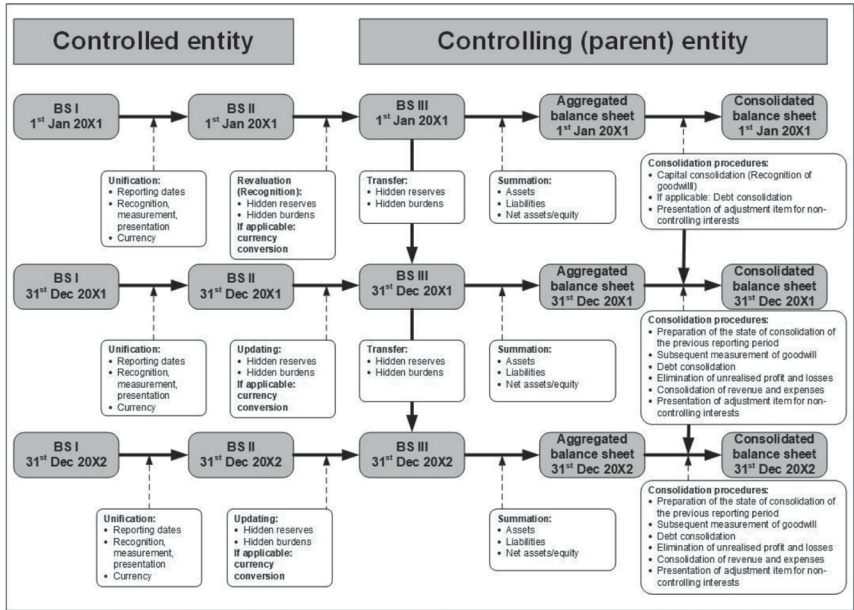 Controlled entity
Controlling (parent) entity
BS I
1st Jan 20X1
BS II
1st Jan 20X1
BS III
1st Jan 20X1
Aggregated
balance sheet
1st Jan 20X1
Consolidated
balance sheet
1st Jan 20X1
Unification:
• Reporting dates
• Recognition,
measurement,
presentation
• Currency
Revaluation
(Recognition):
• Hidden reserves
• Hidden burdens
If applicable:
currency
conversion
Transfer:
• Hidden reserves
• Hidden burdens
Summation:
• Assets
• Liabilities
• Net assets/equity
Consolidation procedures:
• Capital consolidation (Recognition of
goodwilll)
• If applicable: Debt consolidation
• Presentation of adjustment item for non-
controlling interests
BS I
31st Dec 20X1
BS II
31st Dec 20X1
BS III
31st Dec 20X1
Aggregated
balance sheet
31st Dec 20X1
Consolidated
balance sheet
31st Dec 20X1
Unification:
• Reporting dates
• Recognition,
measurement,
presentation
• Currency
Updating:
• Hidden reserves
• Hidden burdens
If applicable:
currency
conversion
Transfer:
• Hidden reserves
• Hidden burdens
Summation:
• Assets
• Liabilities
• Net assets/equity
Consolidation procedures:
• Preparation of the state of consolidation of
the previous reporting period
• Subsequent measurement of goodwill
• Debt consolidation
• Elimination of unrealised profit and losses
• Consolidation of revenue and expenses
• Presentation of adjustment item for non-
controlling interests
BS I
31st Dec 20X2
BS II
31st Dec 20X2
BS III
31st Dec 20X2
Aggregated
balance sheet
31st Dec 20X2
Consolidated
balance sheet
31st Dec 20X2
Unification:
• Reporting dates
• Recognition,
measurement,
presentation
• Currency
Updating:
• Hidden reserves
• Hidden burdens
If applicable:
currency
conversion
Summation:
• Assets
• Liabilities
• Net assets/equity
Consolidation procedures:
• Preparation of the state of consolidation of
the previous reporting period
• Subsequent measurement of goodwill
• Debt consolidation
• Elimination of unrealised profit and losses
• Consolidation of revenue and expenses
• Presentation of adjustment item for non-
controlling interests